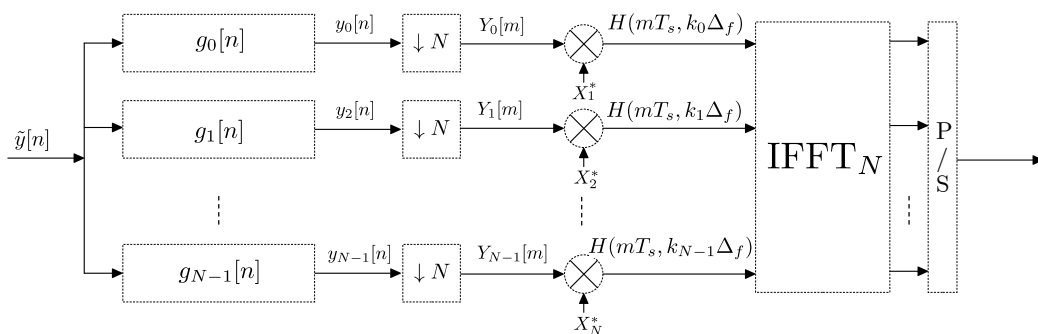 g_0[n] y_0[n] ↓ N Y_0[m] H(mT_s, k_0Δ_f)
X_1^*
g_1[n] y_2[n] ↓ N Y_1[m] H(mT_s, k_1Δ_f)
X_2^*
ỹ[n]
IFFT_N
P
/
S
g_{N−1}[n] y_{N−1}[n] ↓ N Y_{N−1}[m] H(mT_s, k_{N−1}Δ_f)
X_N^*